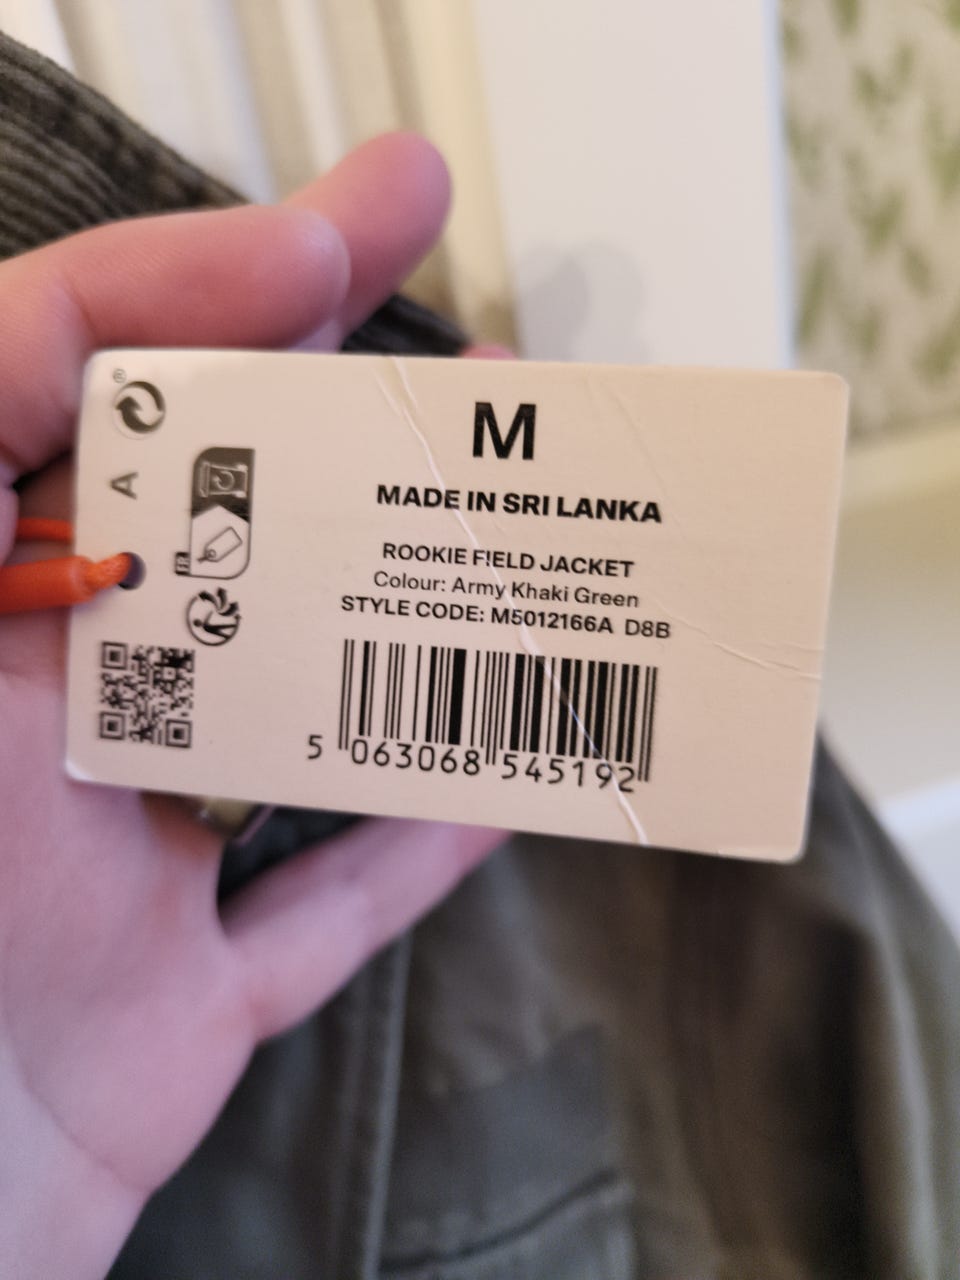 M
MADE IN SRI LANKA
ROOKIE FIELD JACKET
Colour: Army Khaki Green
STYLE CODE: M5012166A D8B
5 063068 545192
®
A